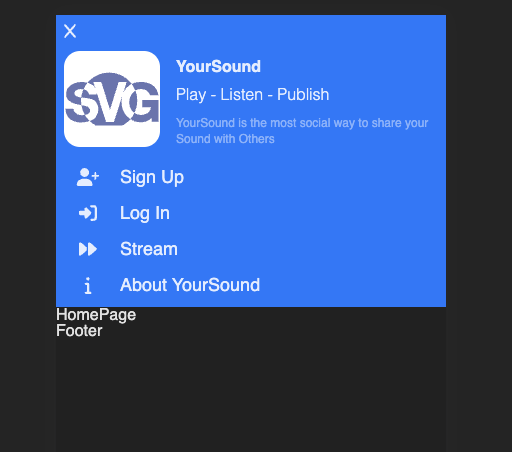 X
SVG
YourSound
Play - Listen - Publish
YourSound is the most social way to share your
Sound with Others
Sign Up
Log In
Stream
About YourSound
HomePage
Footer